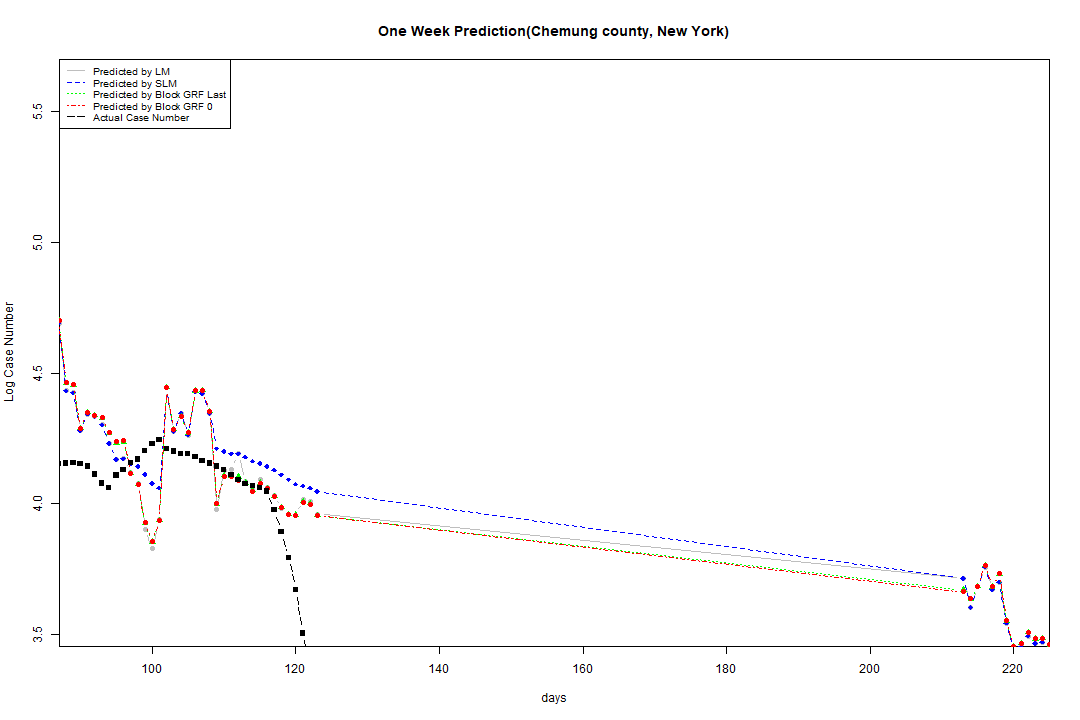 One Week Prediction(Chemung county, New York)
Predicted by LM
Predicted by SLM
Predicted by Block GRF Last
Predicted by Block GRF 0
Actual Case Number
5.5
5.0
4.5
4.0
3.5
Log Case Number
100 120 140 160 180 200 220
days